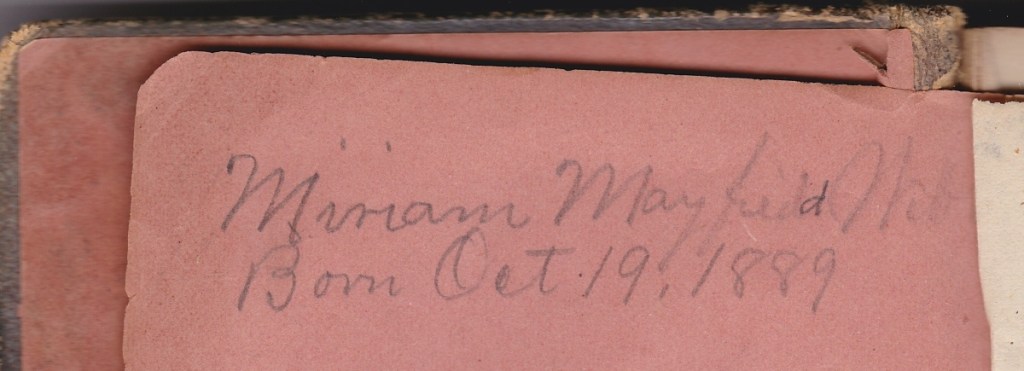 Miriam Mayfield
Born Oct 19, 1889